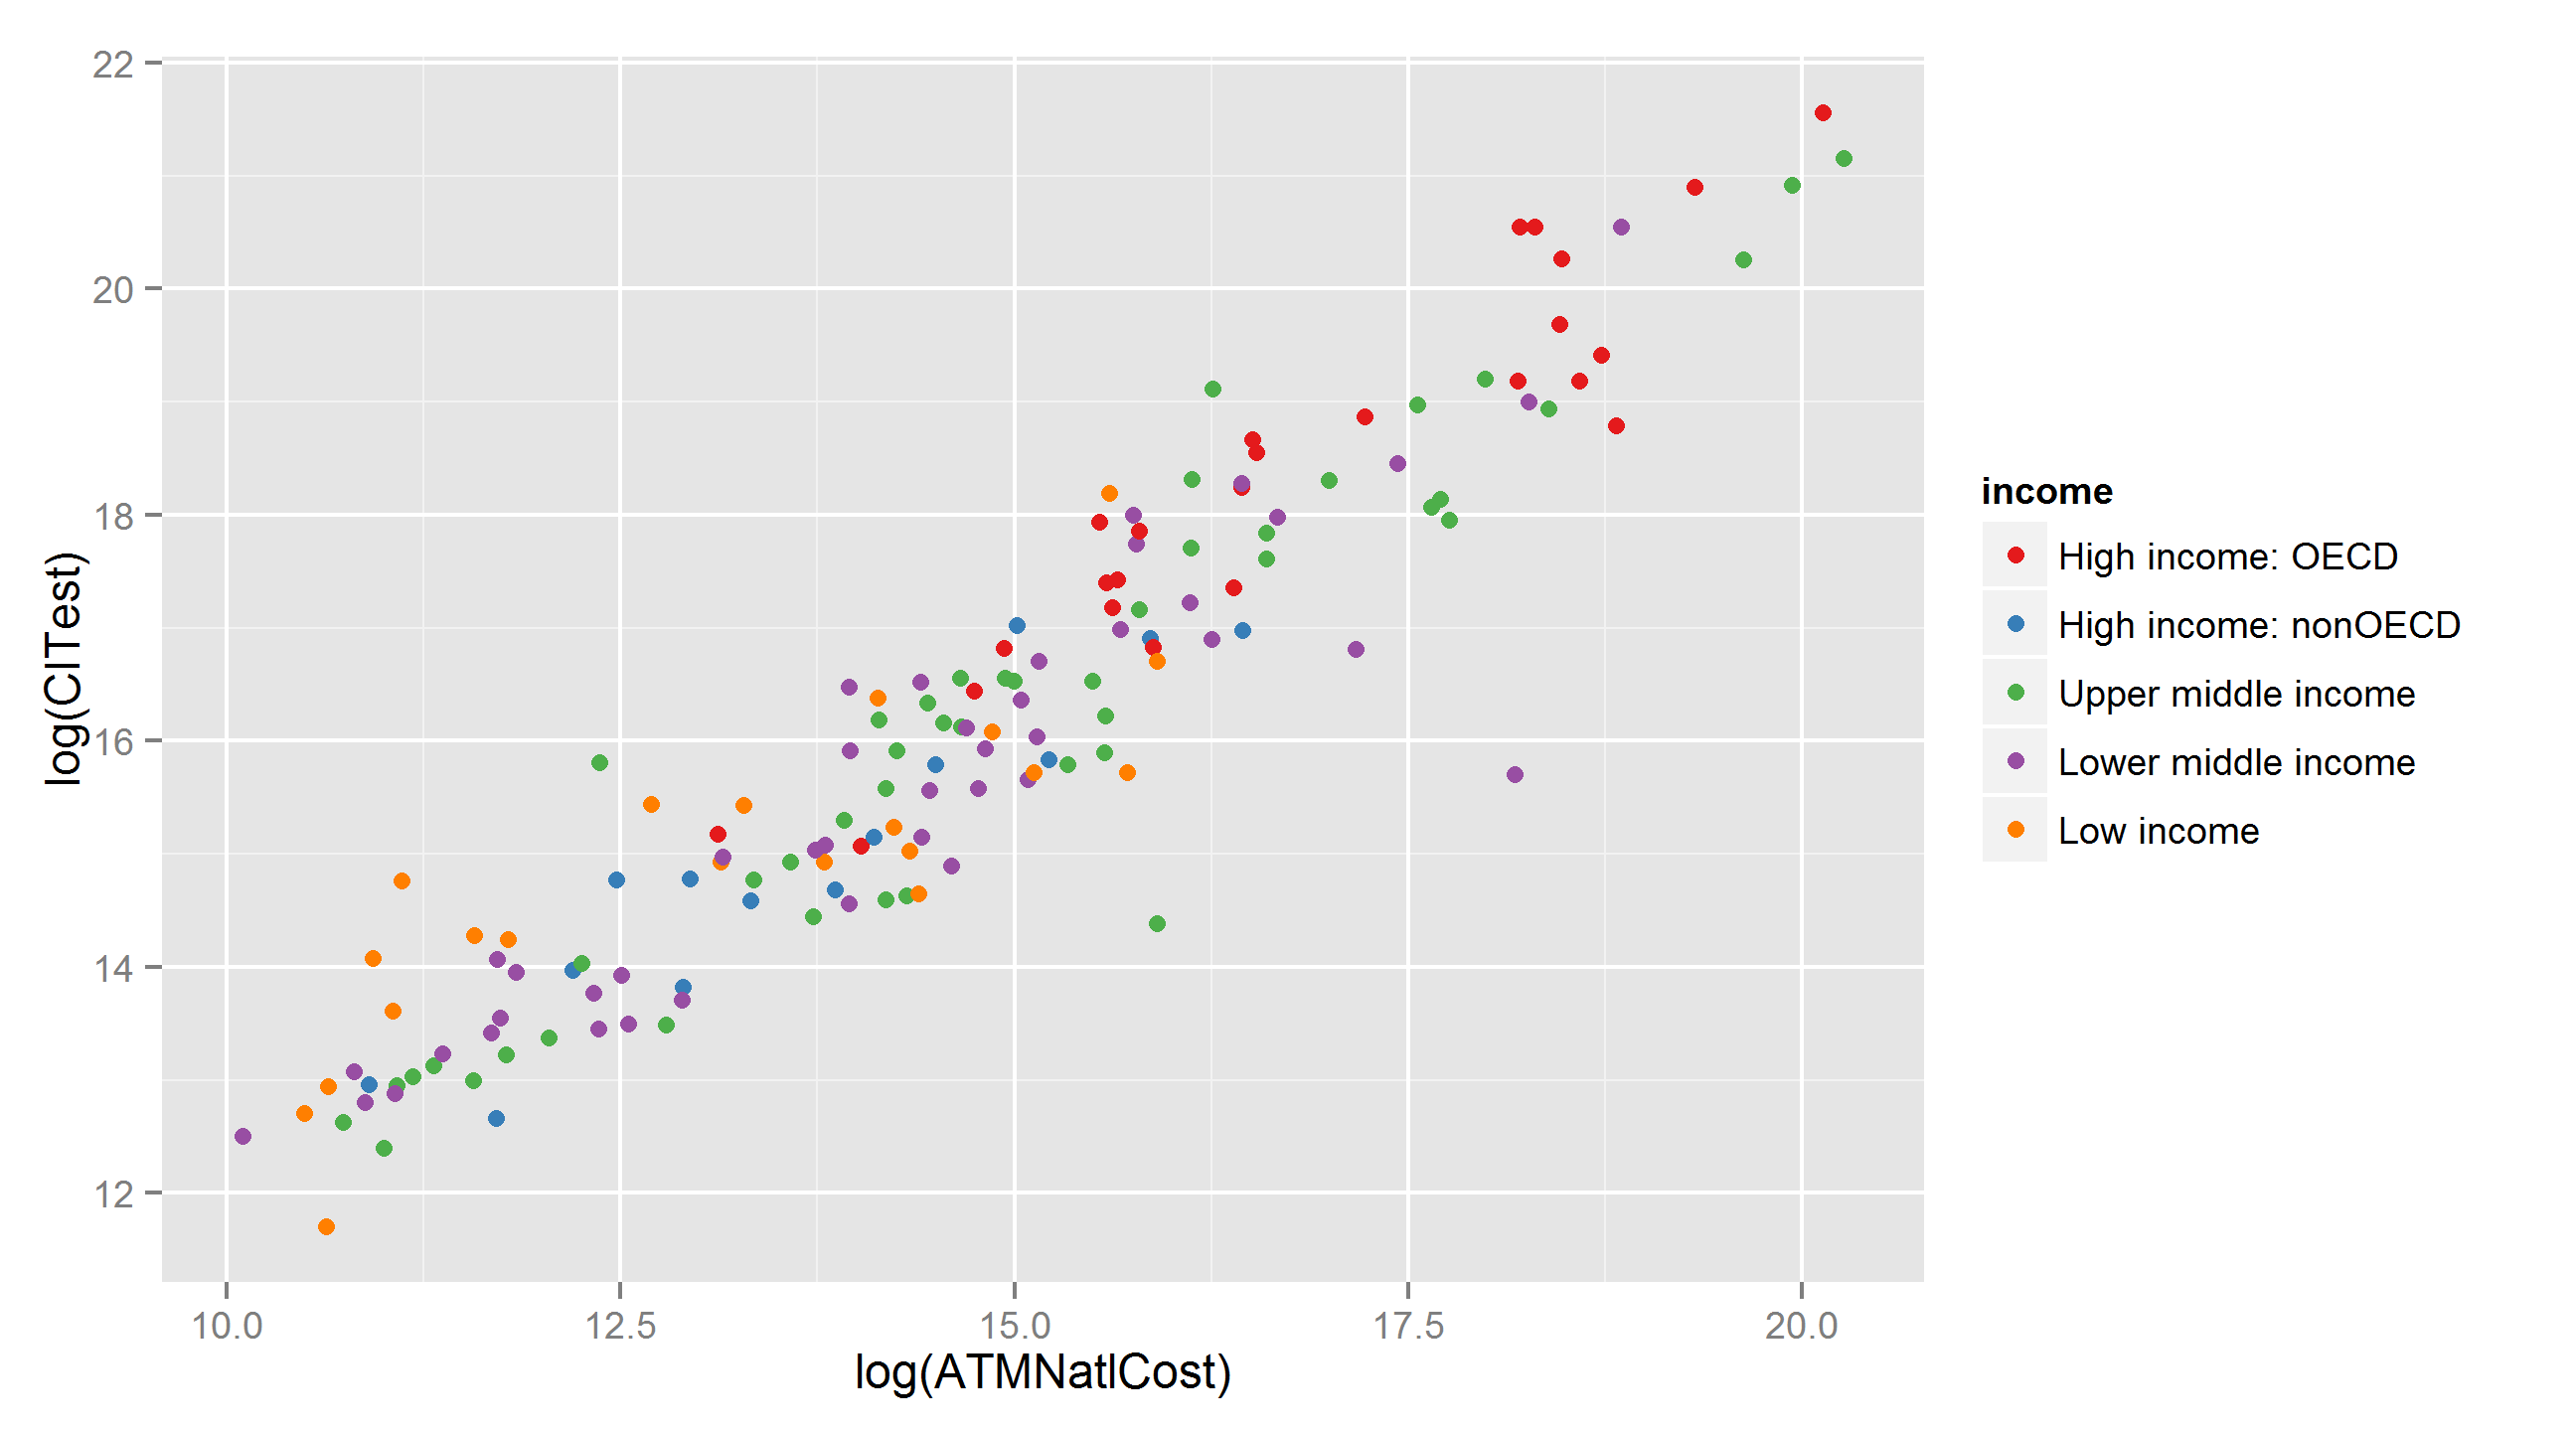 22
20
18
16
14
12
log(CITest)
10.0 12.5 15.0 17.5 20.0
log(ATMNatlCost)
income
High income: OECD
High income: nonOECD
Upper middle income
Lower middle income
Low income